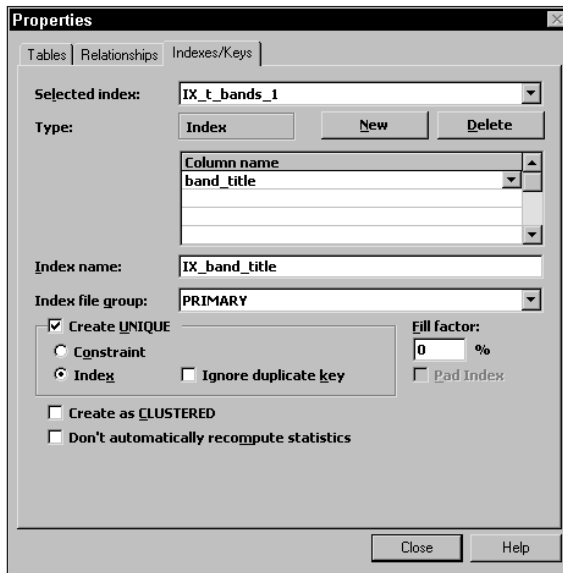 Properties
Tables Relationships Indexes/Keys
Selected index: IX_t_bands_1
Type: Index New Delete
Column name
band_title
Index name: IX_band_title
Index file group: PRIMARY
Create UNIQUE Fill factor:
Constraint 0 %
Index Ignore duplicate key Pad Index
Create as CLUSTERED
Don't automatically recompute statistics
Close Help